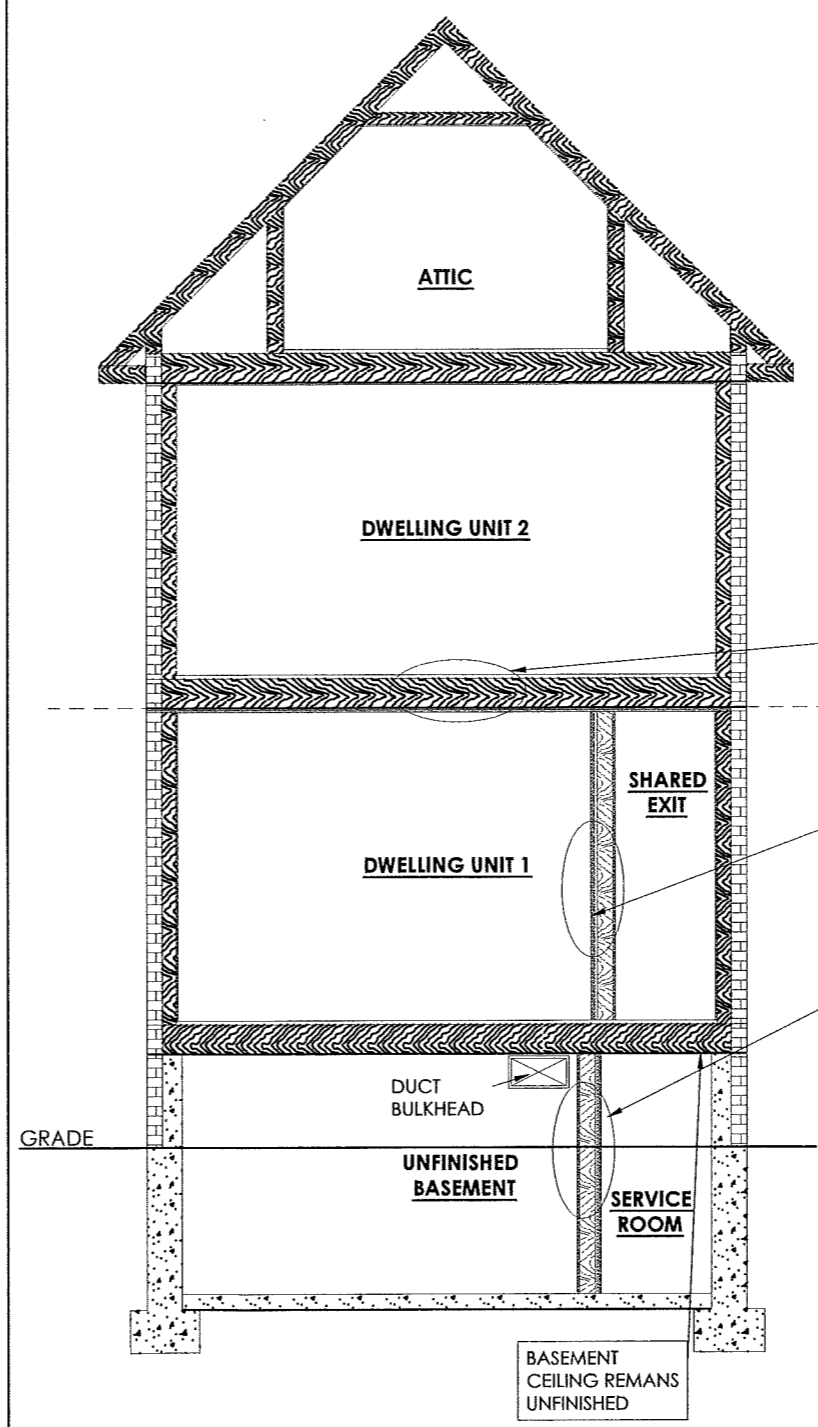 ATTIC
DWELLING UNIT 2
SHARED
EXIT
DWELLING UNIT 1
DUCT
BULKHEAD
GRADE
UNFINISHED
BASEMENT
SERVICE
ROOM
BASEMENT
CEILING REMANS
UNFINISHED